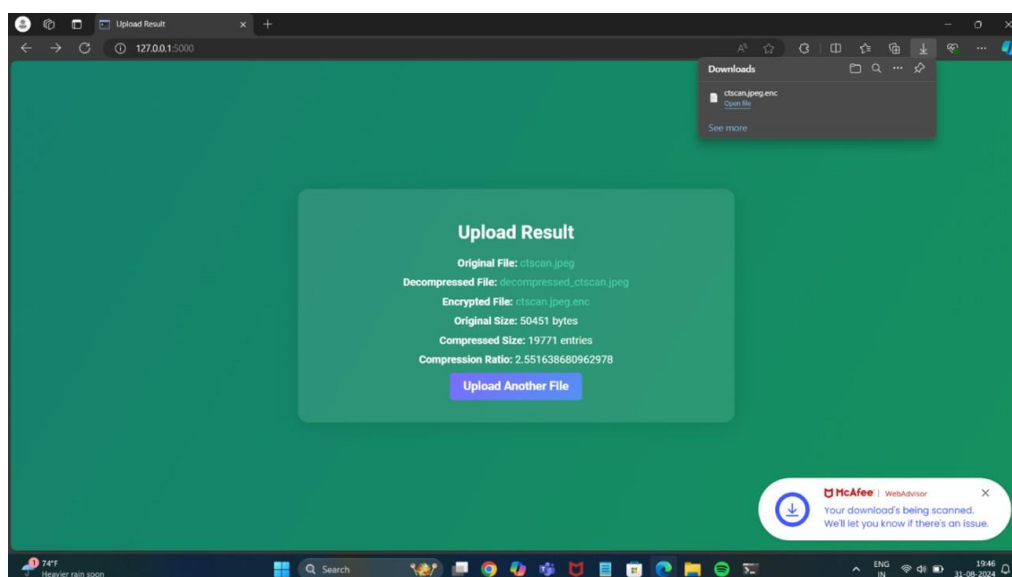 Upload Result
127.0.0.1:5000
Downloads
ctscan.jpeg.enc
Open file
See more
Upload Result
Original File: ctscan.jpeg
Decompressed File: decompressed_ctscan.jpeg
Encrypted File: ctscan.jpeg.enc
Original Size: 50451 bytes
Compressed Size: 19771 entries
Compression Ratio: 2.551638680962978
Upload Another File
McAfee | WebAdvisor
Your download's being scanned.
We'll let you know if there's an issue.
1
74°F
Heavier rain soon
Search
ENG
IN
19:46
31-08-2024